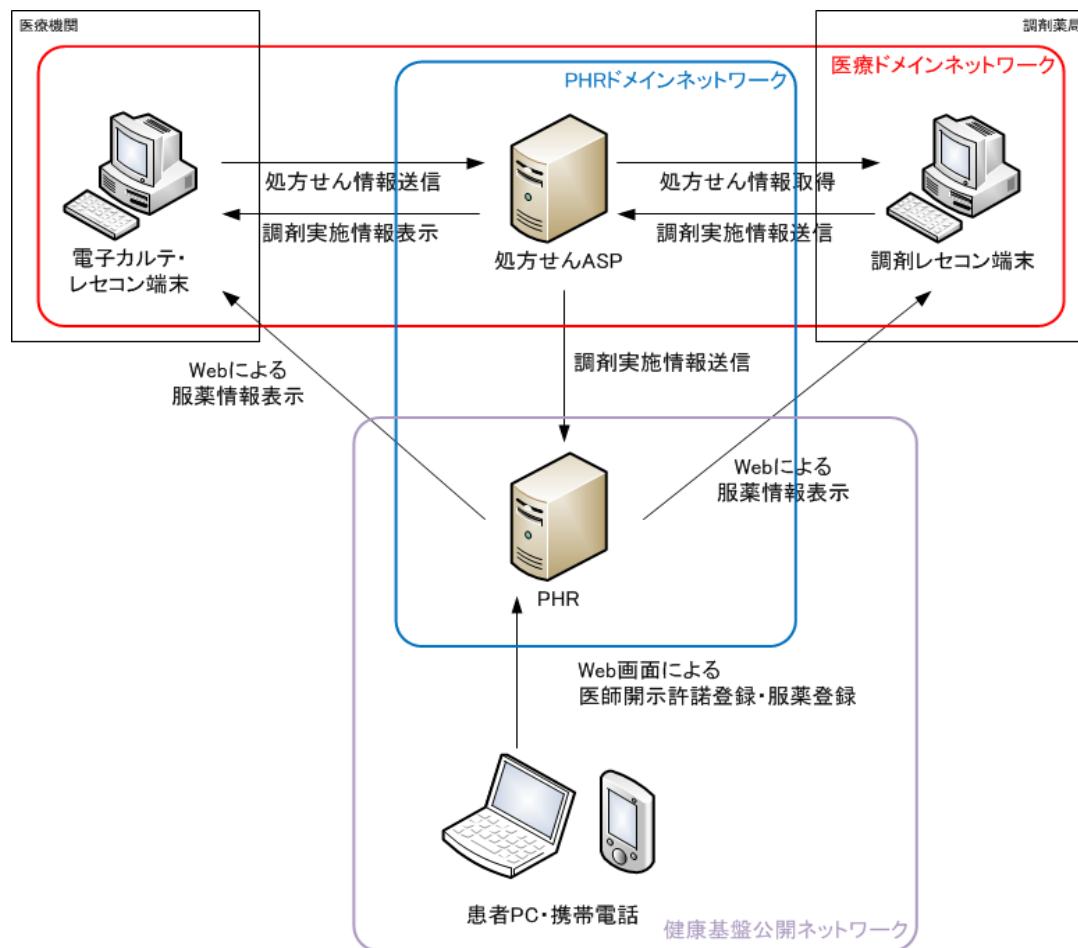 医療機関
調剤薬局
医療ドメインネットワーク
PHRドメインネットワーク
処方せん情報送信
処方せん情報取得
調剤実施情報表示
調剤実施情報送信
電子カルテ・
レセコン端末
処方せんASP
調剤レセコン端末
調剤実施情報送信
Webによる
服薬情報表示
Webによる
服薬情報表示
PHR
Web画面による
医師開示許諾登録・服薬登録
患者PC・携帯電話
健康基盤公開ネットワーク